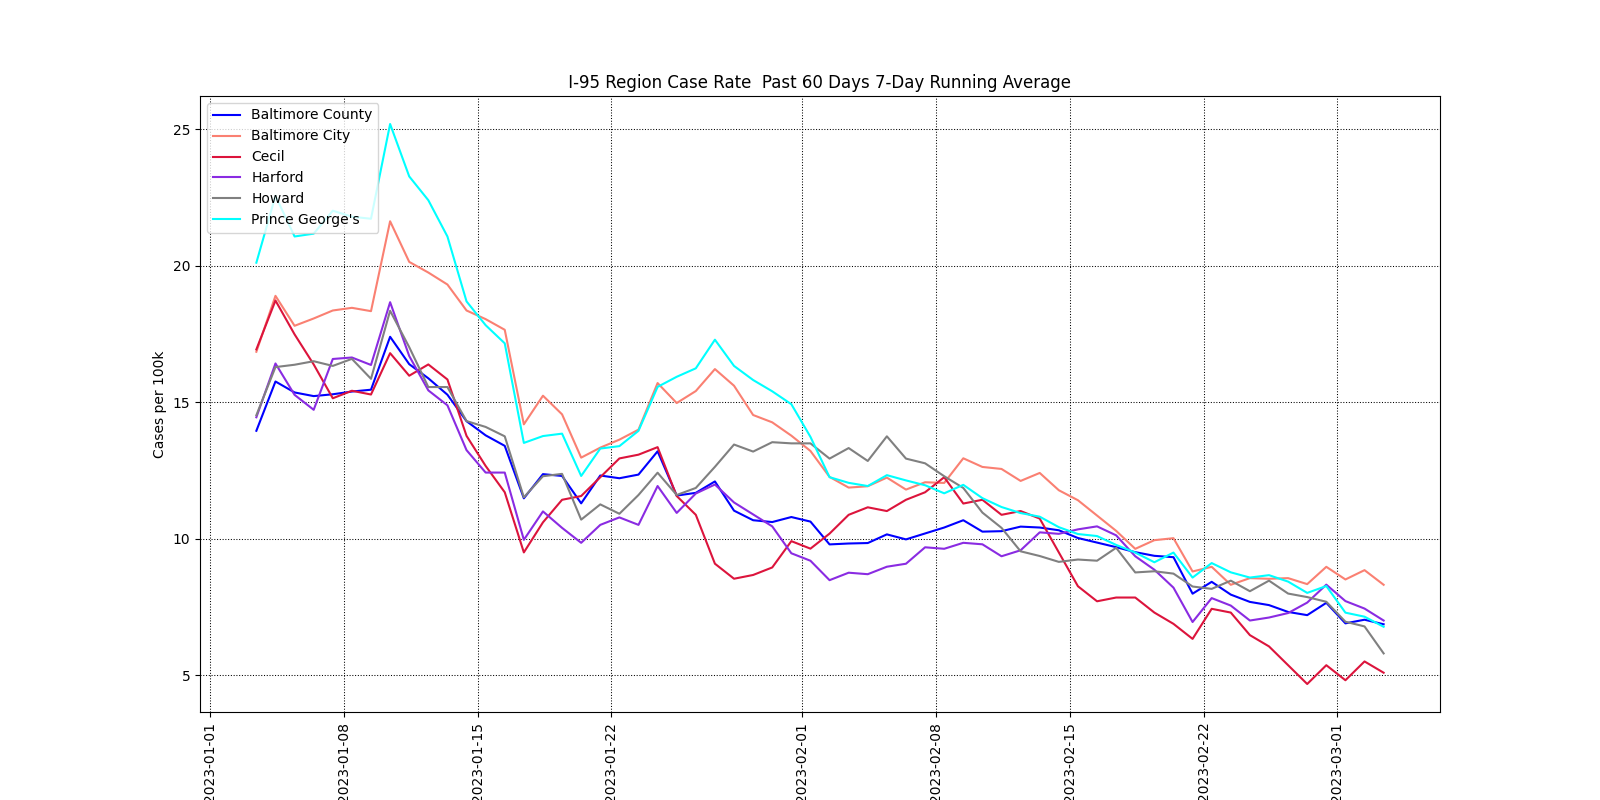 I-95 Region Case Rate  Past 60 Days 7-Day Running Average
Baltimore County
Baltimore City
Cecil
Harford
Howard
Prince George's
Cases per 100k
25
20
15
10
5
2023-01-01
2023-01-08
2023-01-15
2023-01-22
2023-02-01
2023-02-08
2023-02-15
2023-02-22
2023-03-01